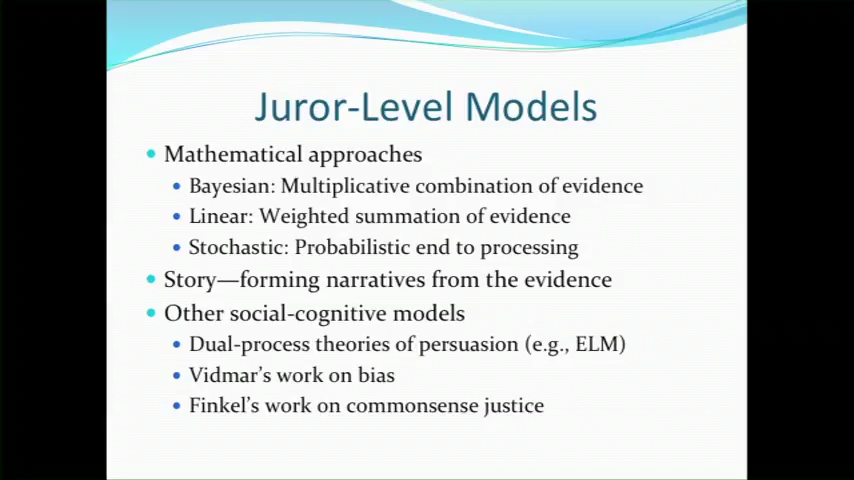 Juror-Level Models
• Mathematical approaches
• Bayesian: Multiplicative combination of evidence
• Linear: Weighted summation of evidence
• Stochastic: Probabilistic end to processing
• Story—forming narratives from the evidence
• Other social-cognitive models
• Dual-process theories of persuasion (e.g., ELM)
• Vidmar's work on bias
• Finkel's work on commonsense justice